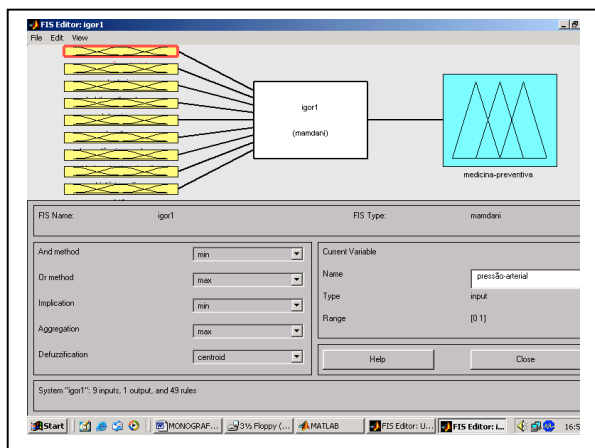 FIS Editor: igor1
File Edit View
igor1
(mamdani)
medicina-preventiva
FIS Name: igor1 FIS Type: mamdani
And method min
Or method max
Implication min
Aggregation max
Defuzzification centroid
Current Variable
Name pressão-arterial
Type input
Range [0 1]
Help Close
System "igor1": 9 inputs, 1 output, and 49 rules
Start MONOGRAF... 3½ Floppy (... MATLAB FIS Editor: U... FIS Editor: i... 16:5